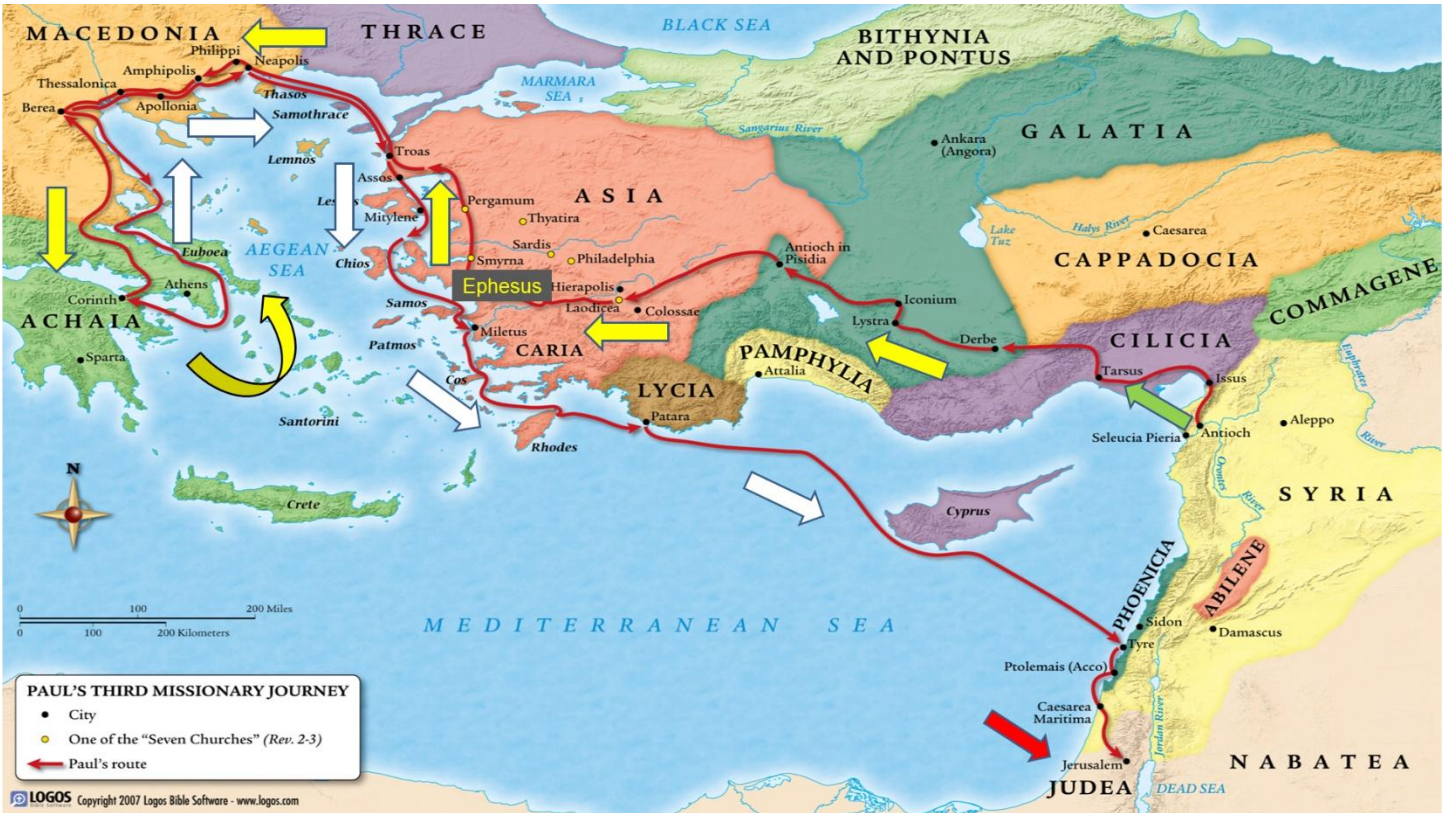 MACEDONIA
THRACE
BLACK SEA
BITHYNIA
AND PONTUS
Philippi
Neapolis
Amphipolis
Thessalonica
Apollonia
Berea
Thasos
Samothrace
MARMARA
SEA
Sangarius River
Ankara
(Angora)
GALATIA
Lemnos
Troas
Assos
Mitylene
ASIA
Pergamum
Thyatira
Sardis
Philadelphia
Smyrna
Halys River
Lake
Tuz
Caesarea
CAPPADOCIA
COMMAGENE
Euboea
AEGEAN
SEA
Chios
Antioch in
Pisidia
Athens
Corinth
ACHAIA
Sparta
Ephesus
Hierapolis
Laodicea
Colossae
Samos
Miletus
Patmos
CARIA
Iconium
Lystra
Derbe
CILICIA
Tarsus
Issus
Euphrates
River
PAMPHYLIA
Attalia
LYCIA
Patara
Cos
Santorini
Rhodes
Seleucia Pieria
Antioch
Aleppo
Orontes
River
SYRIA
N
Crete
Cyprus
PHOENICIA
ABILENE
0 100 200 Miles
0 100 200 Kilometers
MEDITERRANEAN SEA
Sidon
Tyre
Damascus
Ptolemais (Acco)
Caesarea
Maritima
Jordan River
Jerusalem
JUDEA
DEAD SEA
NABATEA
PAUL'S THIRD MISSIONARY JOURNEY
City
One of the "Seven Churches" (Rev. 2-3)
Paul's route
LOGOS
Bible Software
Copyright 2007 Logos Bible Software - www.logos.com